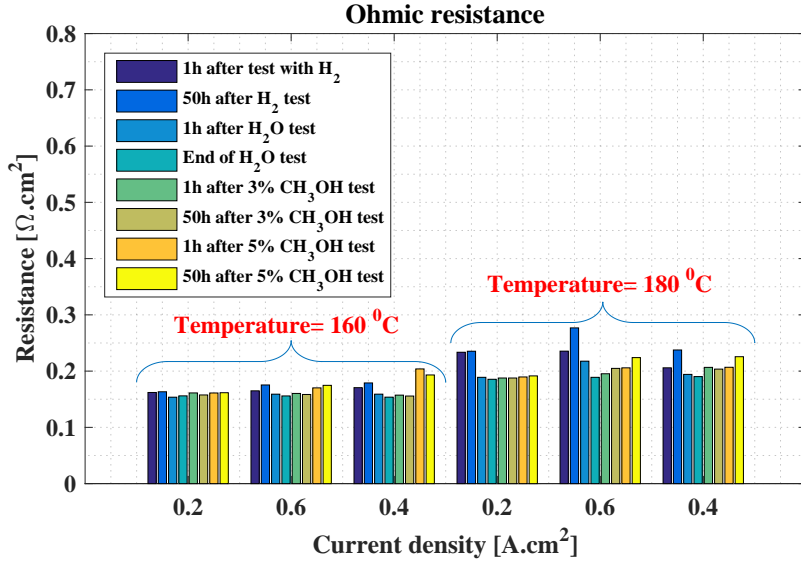 Ohmic resistance
0.8
0.7
0.6
0.5
0.4
0.3
0.2
0.1
0
Resistance [Ω.cm²]
1h after test with H₂
50h after H₂ test
1h after H₂O test
End of H₂O test
1h after 3% CH₃OH test
50h after 3% CH₃OH test
1h after 5% CH₃OH test
50h after 5% CH₃OH test
Temperature= 160 ⁰C
Temperature= 180 ⁰C
0.2 0.6 0.4 0.2 0.6 0.4
Current density [A.cm²]